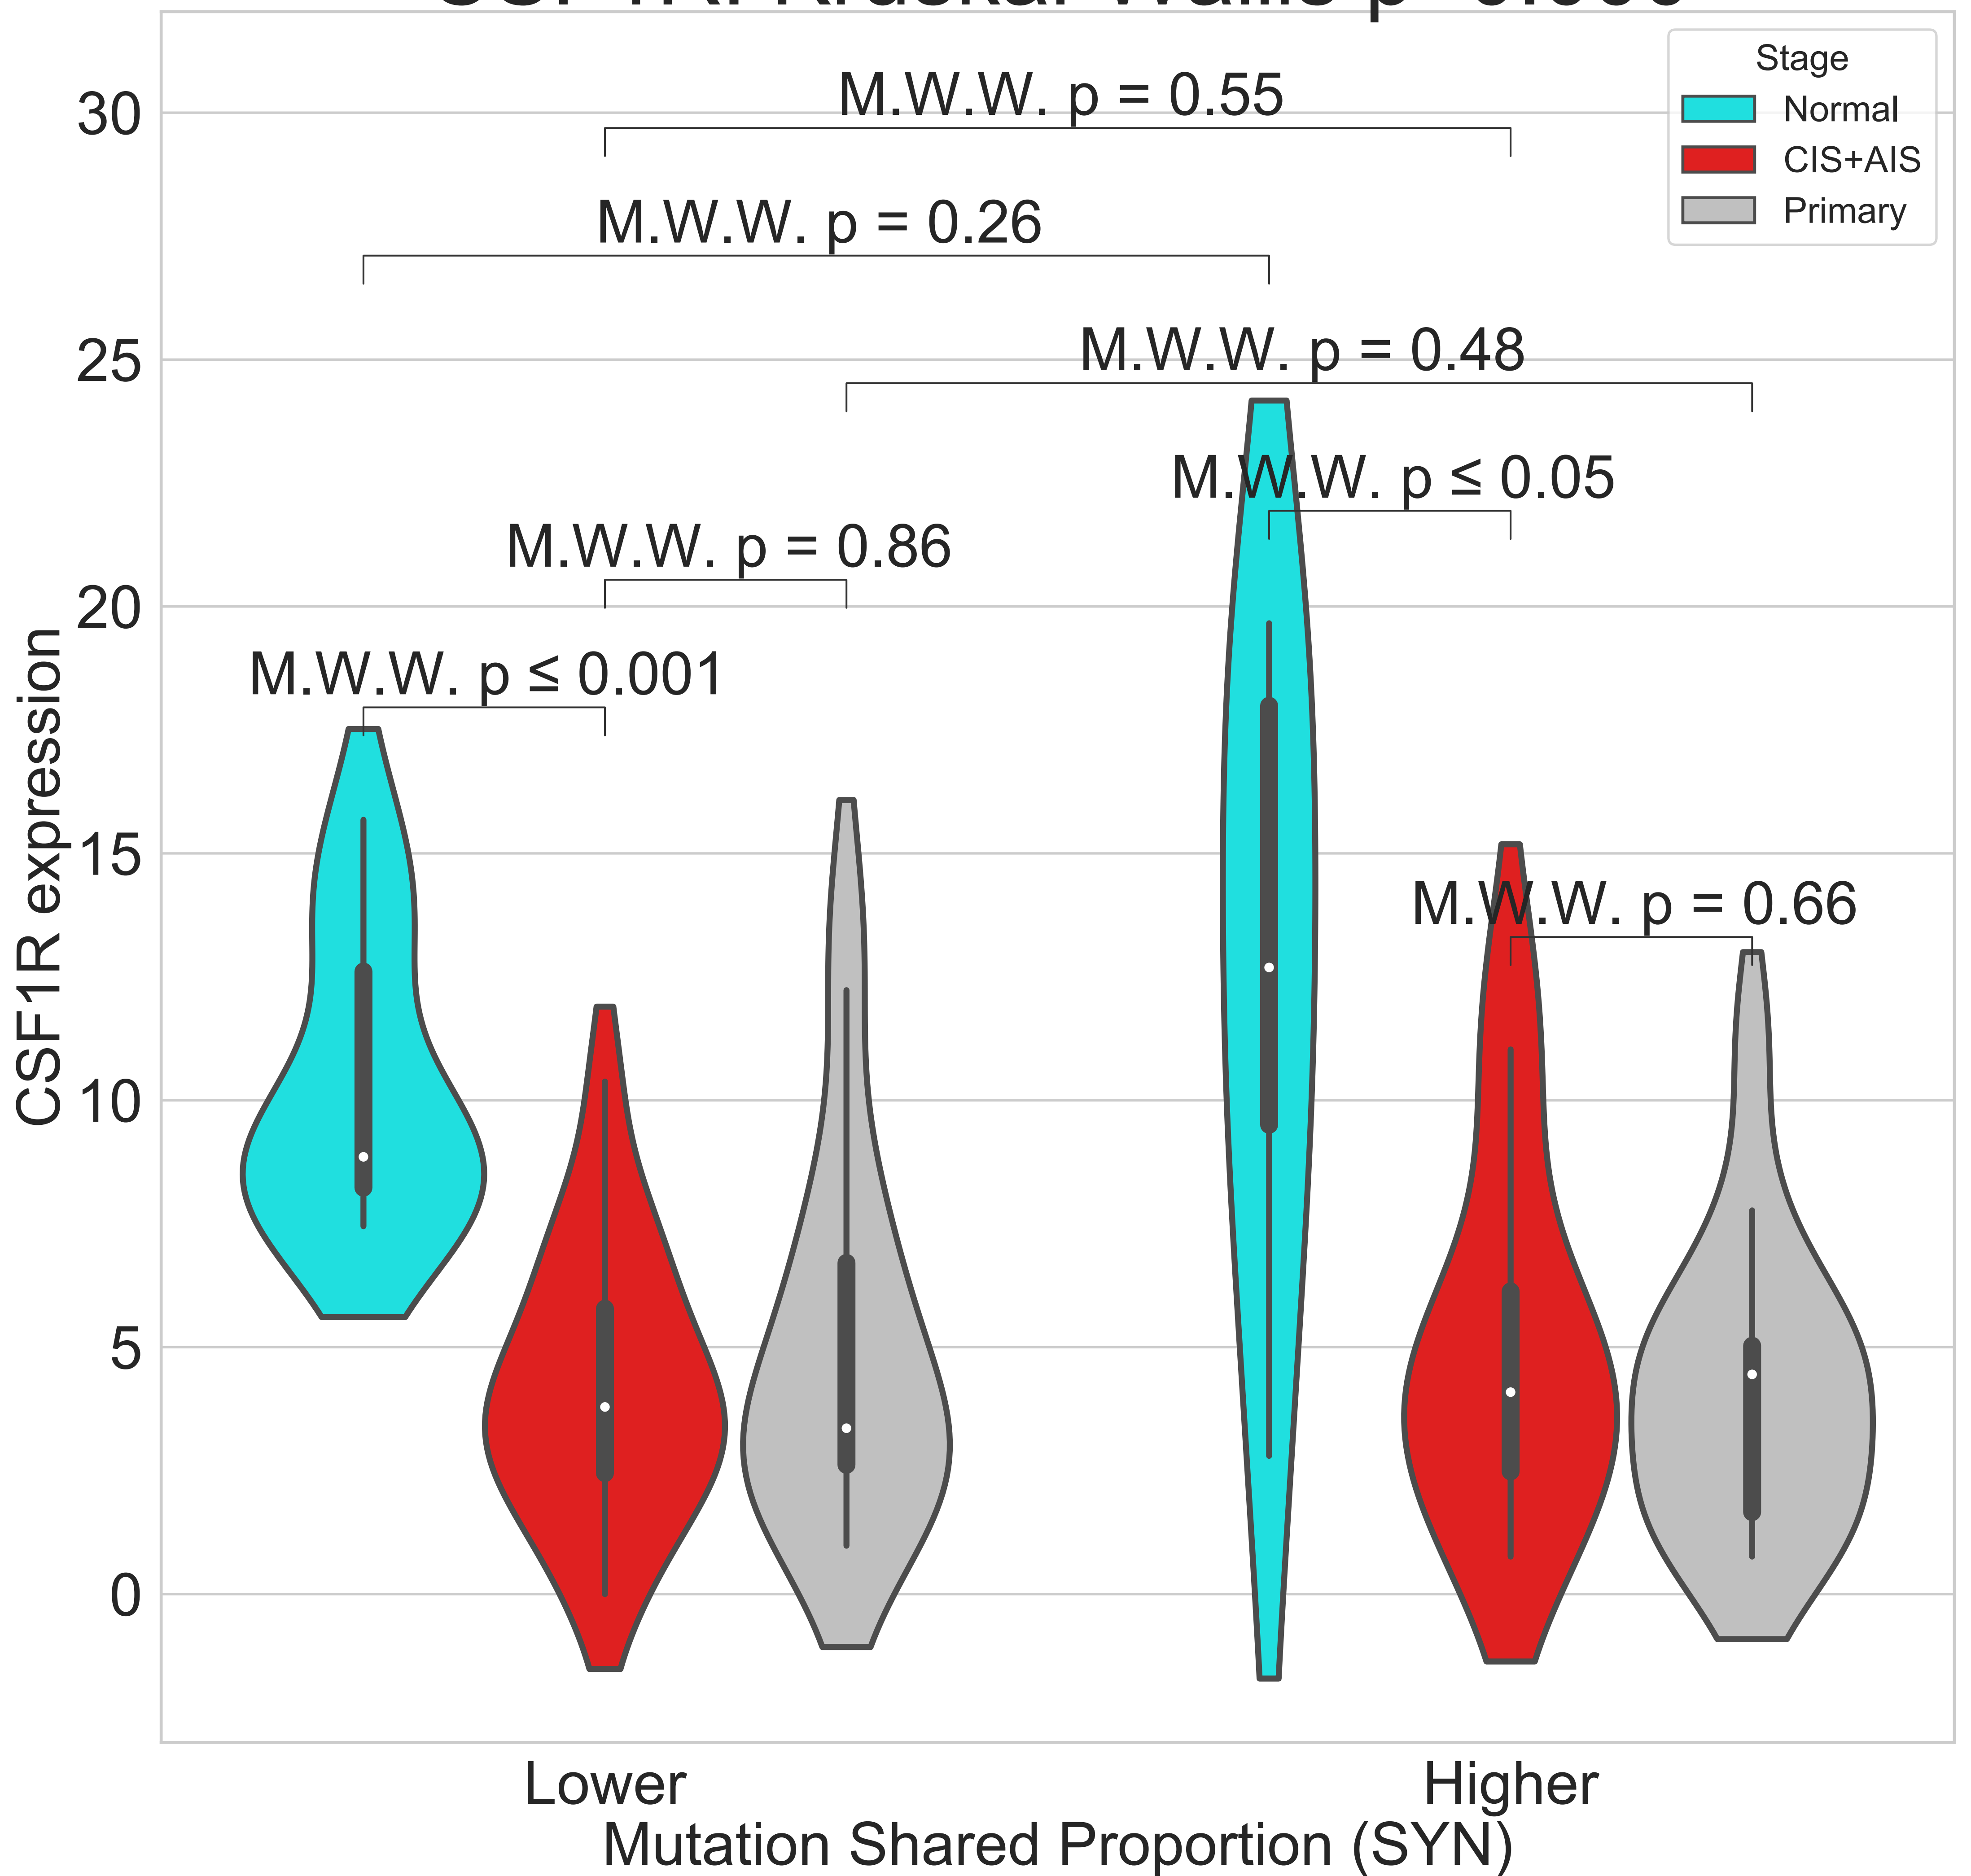 Stage
Normal
CIS+AIS
Primary
M.W.W. p = 0.55
M.W.W. p = 0.26
M.W.W. p = 0.48
M.W.W. p ≤ 0.05
M.W.W. p = 0.86
M.W.W. p ≤ 0.001
M.W.W. p = 0.66
30
25
20
15
10
5
0
CSF1R expression
Lower
Higher
Mutation Shared Proportion (SYN)